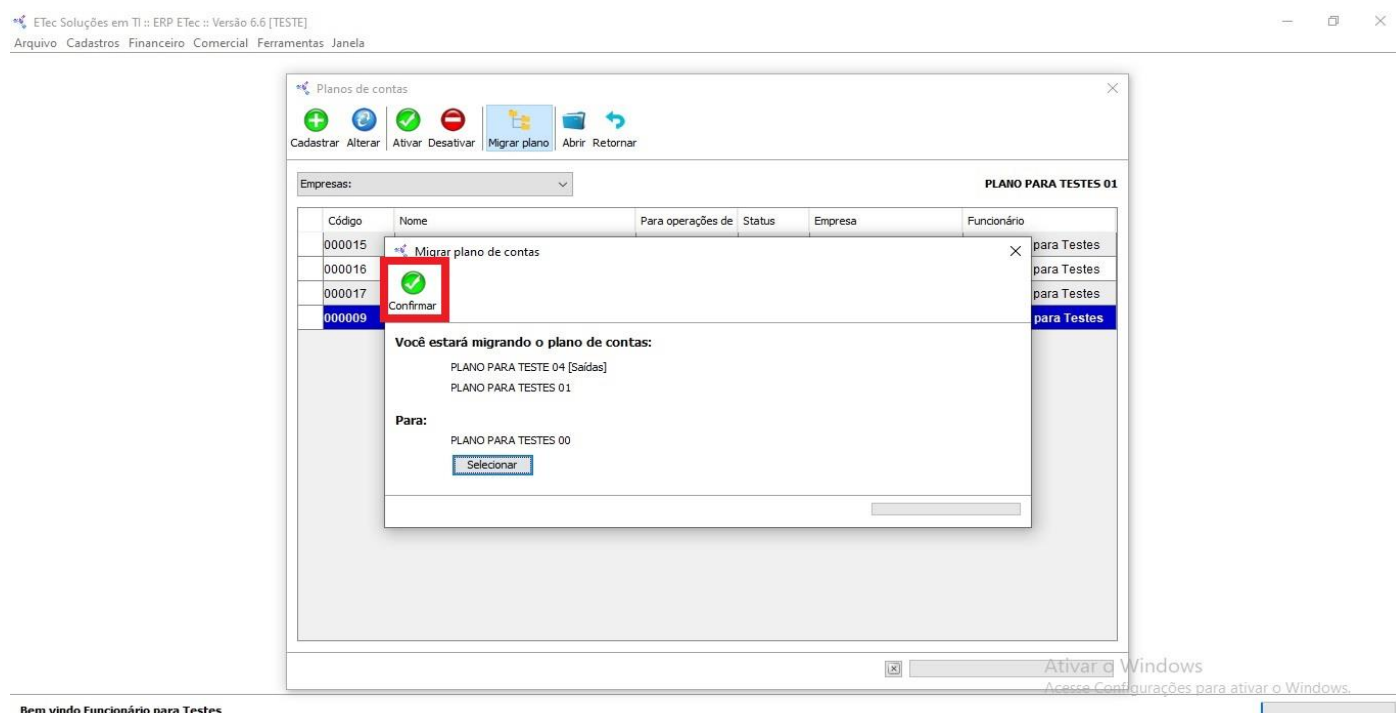 ETec Soluções em TI :: ERP ETec :: Versão 6.6 [TESTE]
Arquivo Cadastros Financeiro Comercial Ferramentas Janela
Planos de contas
Cadastrar Alterar Ativar Desativar Migrar plano Abrir Retornar
Empresas:
PLANO PARA TESTES 01
Código Nome Para operações de Status Empresa Funcionário
000015 para Testes
000016 para Testes
000017 para Testes
000009 para Testes
Migrar plano de contas
Confirmar
Você estará migrando o plano de contas:
PLANO PARA TESTE 04 [Saídas]
PLANO PARA TESTES 01
Para:
PLANO PARA TESTES 00
Selecionar
Ativar o Windows
Acesse Configurações para ativar o Windows.
Bem vindo Funcionário para Testes